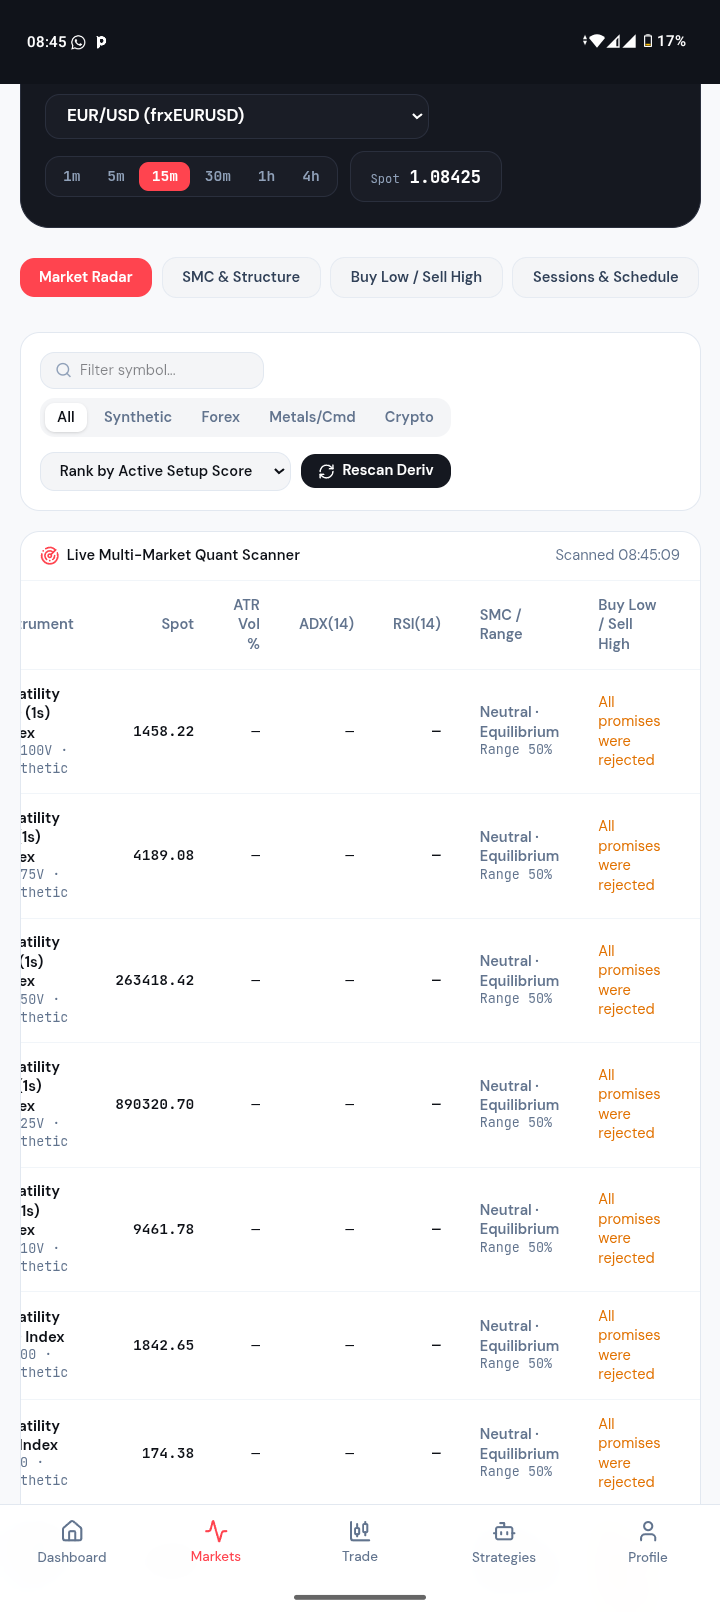 08:45
17%
EUR/USD (frxEURUSD)
1m 5m 15m 30m 1h 4h
Spot 1.08425
Market Radar
SMC & Structure
Buy Low / Sell High
Sessions & Schedule
Filter symbol...
All Synthetic Forex Metals/Cmd Crypto
Rank by Active Setup Score
Rescan Deriv
Live Multi-Market Quant Scanner
Scanned 08:45:09
trument Spot ATR Vol % ADX(14) RSI(14) SMC / Range Buy Low / Sell High
atility
(1s)
ex
100V ·
thetic
1458.22
—
—
—
Neutral ·
Equilibrium
Range 50%
All
promises
were
rejected
atility
1s)
ex
75V ·
thetic
4189.08
—
—
—
Neutral ·
Equilibrium
Range 50%
All
promises
were
rejected
atility
(1s)
ex
50V ·
thetic
263418.42
—
—
—
Neutral ·
Equilibrium
Range 50%
All
promises
were
rejected
atility
(1s)
ex
25V ·
thetic
890320.70
—
—
—
Neutral ·
Equilibrium
Range 50%
All
promises
were
rejected
atility
1s)
ex
10V ·
thetic
9461.78
—
—
—
Neutral ·
Equilibrium
Range 50%
All
promises
were
rejected
atility
Index
00 ·
thetic
1842.65
—
—
—
Neutral ·
Equilibrium
Range 50%
All
promises
were
rejected
atility
Index
0 ·
thetic
174.38
—
—
—
Neutral ·
Equilibrium
Range 50%
All
promises
were
rejected
Dashboard
Markets
Trade
Strategies
Profile